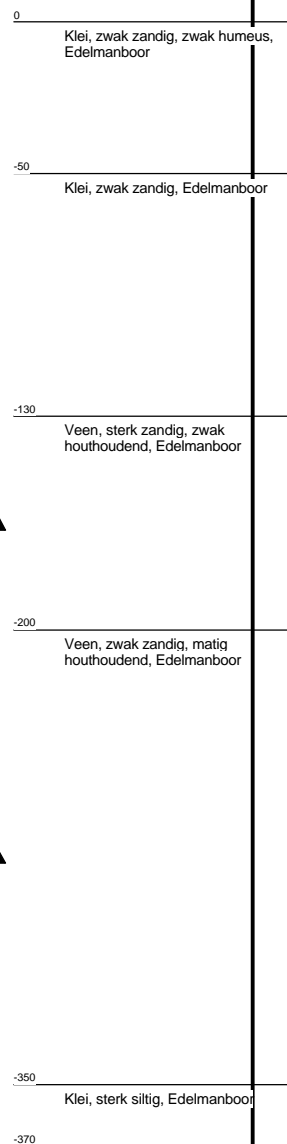 0
Klei, zwak zandig, zwak humeus,
Edelmanboor
-50
Klei, zwak zandig, Edelmanboor
-130
Veen, sterk zandig, zwak
houthoudend, Edelmanboor
-200
Veen, zwak zandig, matig
houthoudend, Edelmanboor
-350
Klei, sterk siltig, Edelmanboor
-370